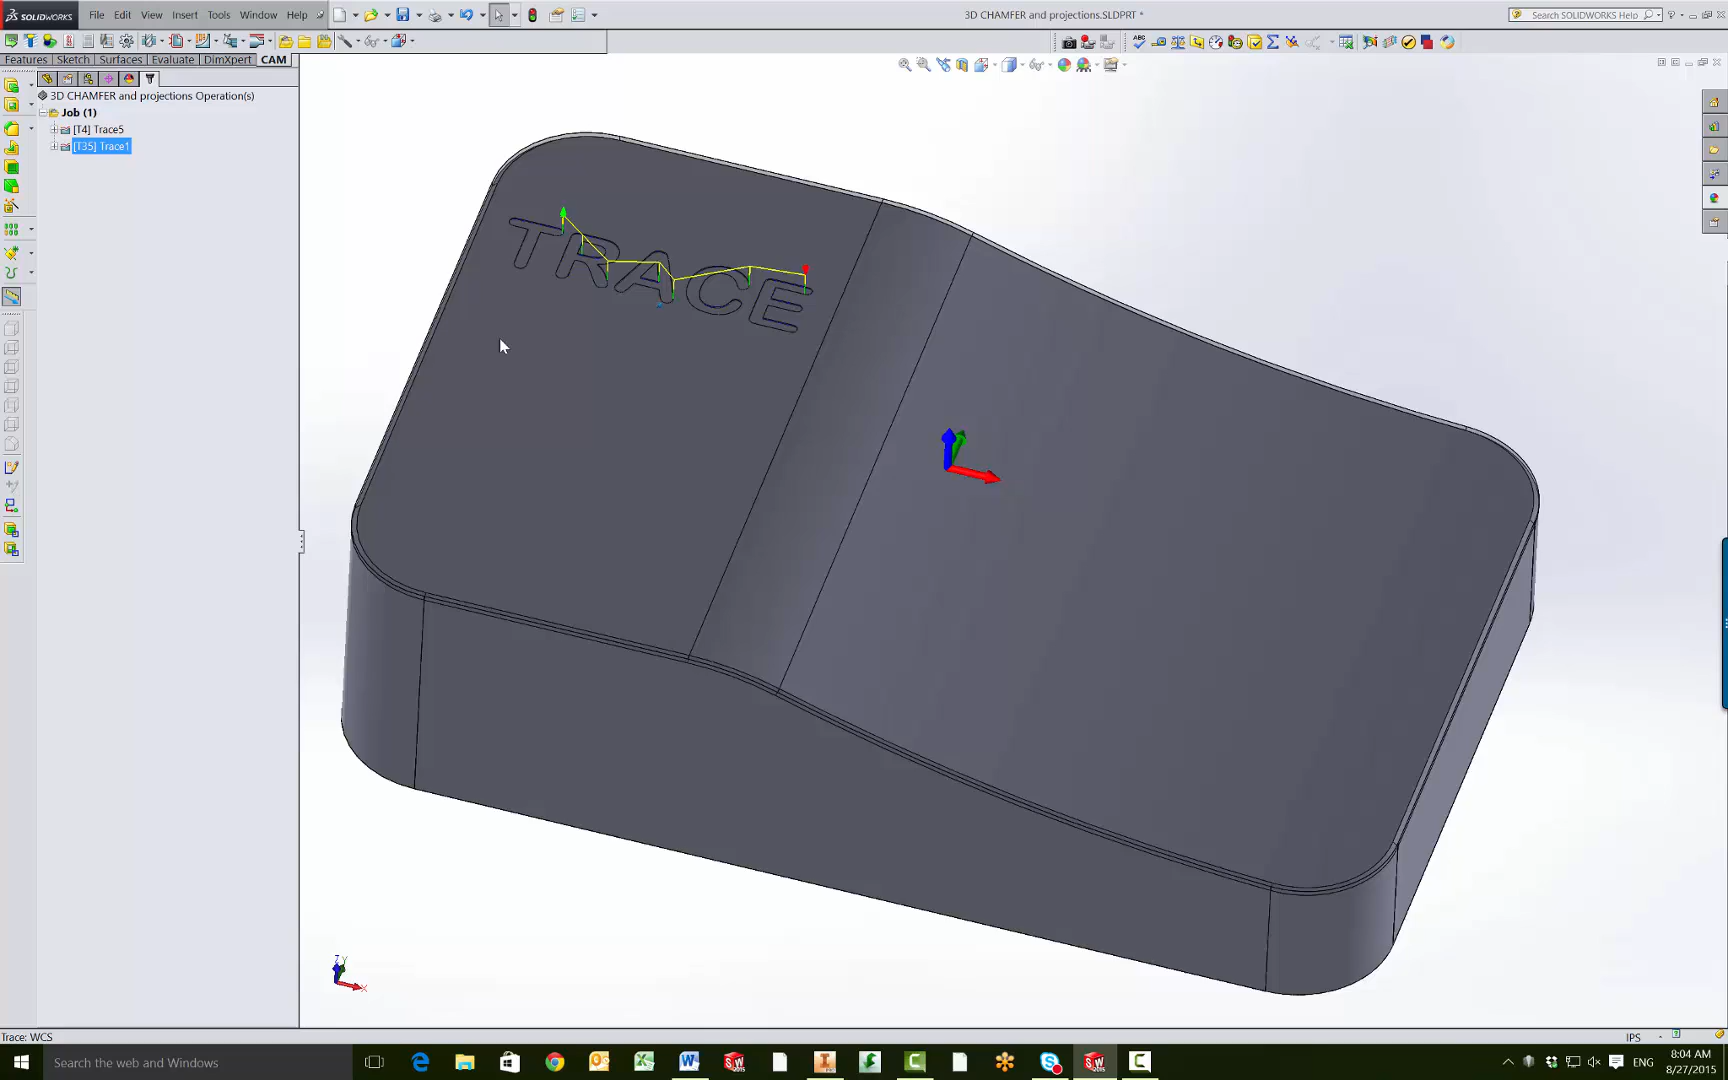 SOLIDWORKS File Edit View Insert Tools Window Help 3D CHAMFER and projections.SLDPRT * Search SOLIDWORKS Help
Features Sketch Surfaces Evaluate DimXpert CAM
3D CHAMFER and projections Operation(s)
Job (1)
[T4] Trace5
[T35] Trace1
TRACE
Z Y
X
Trace: WCS IPS
Search the web and Windows ENG 8:04 AM
8/27/2015